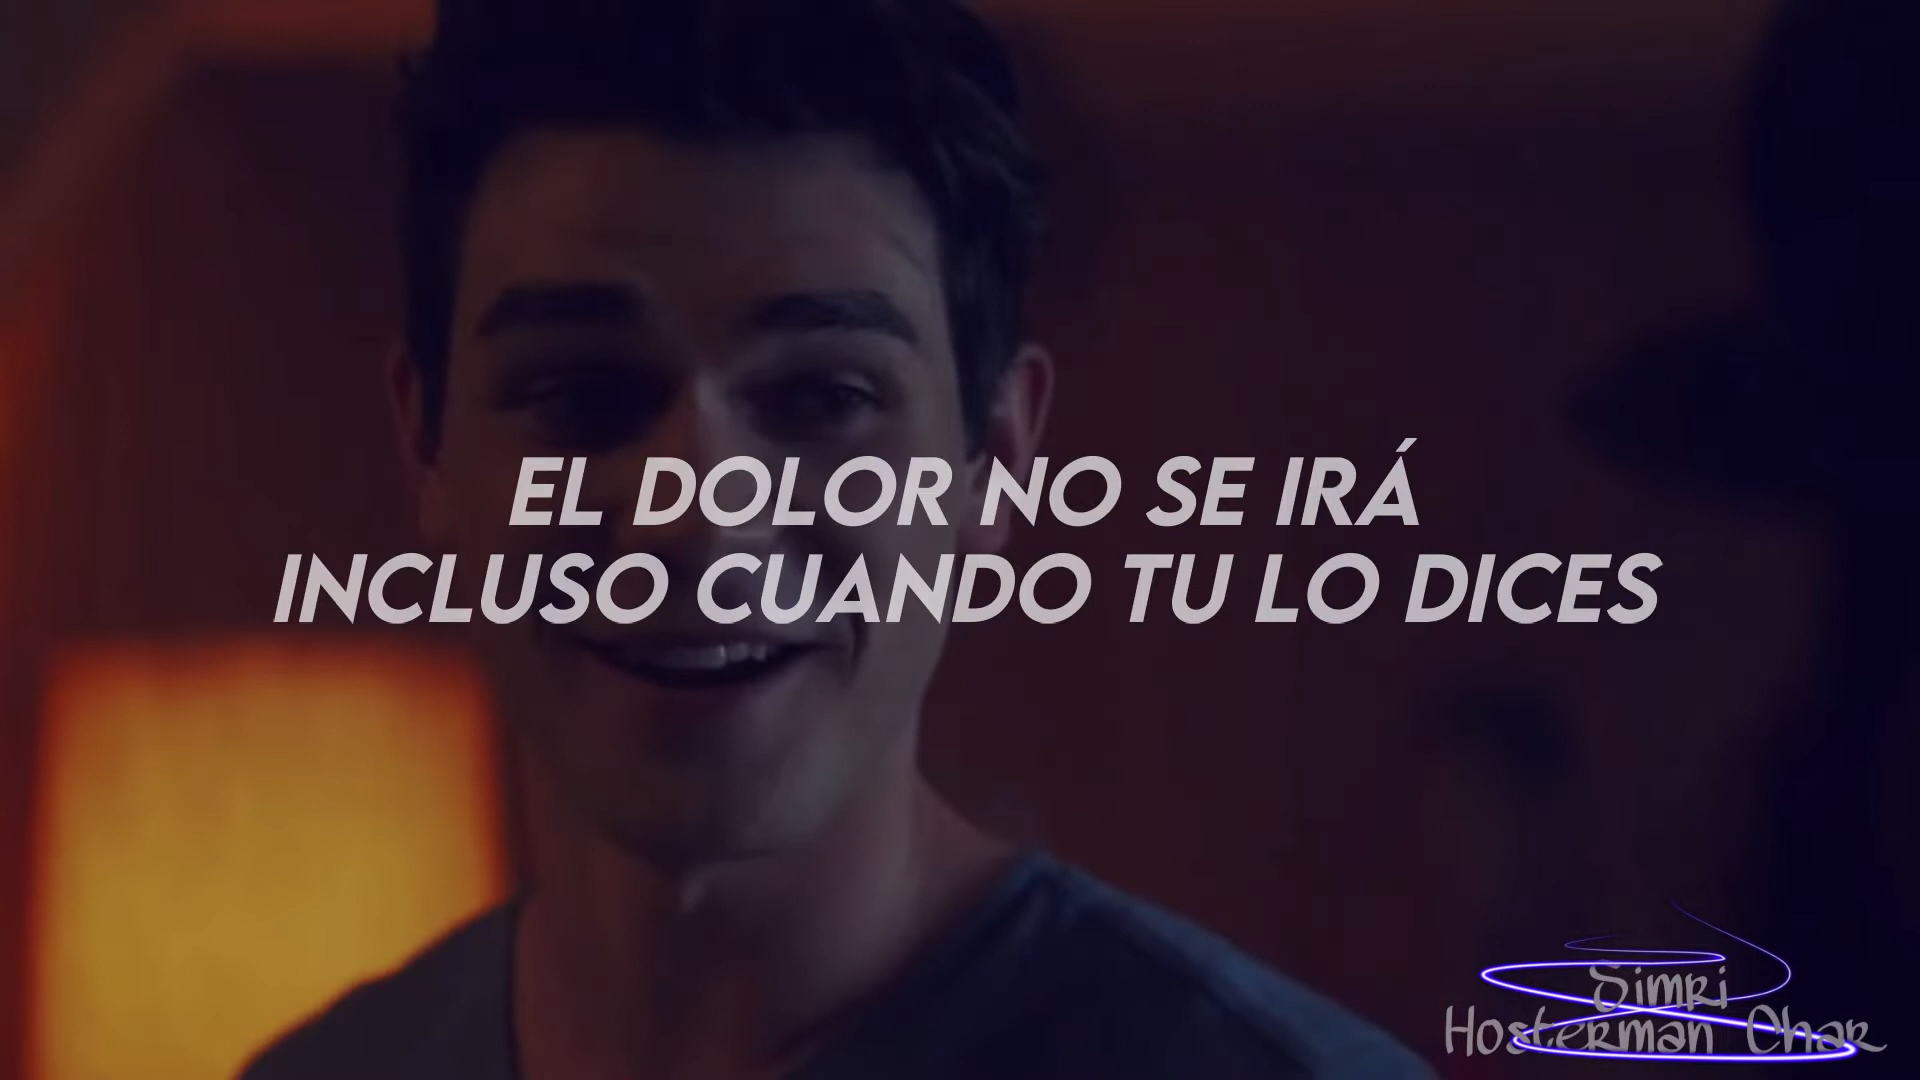 EL DOLOR NO SE IRÁ
INCLUSO CUANDO TU LO DICES
Simri
Hosterman Char